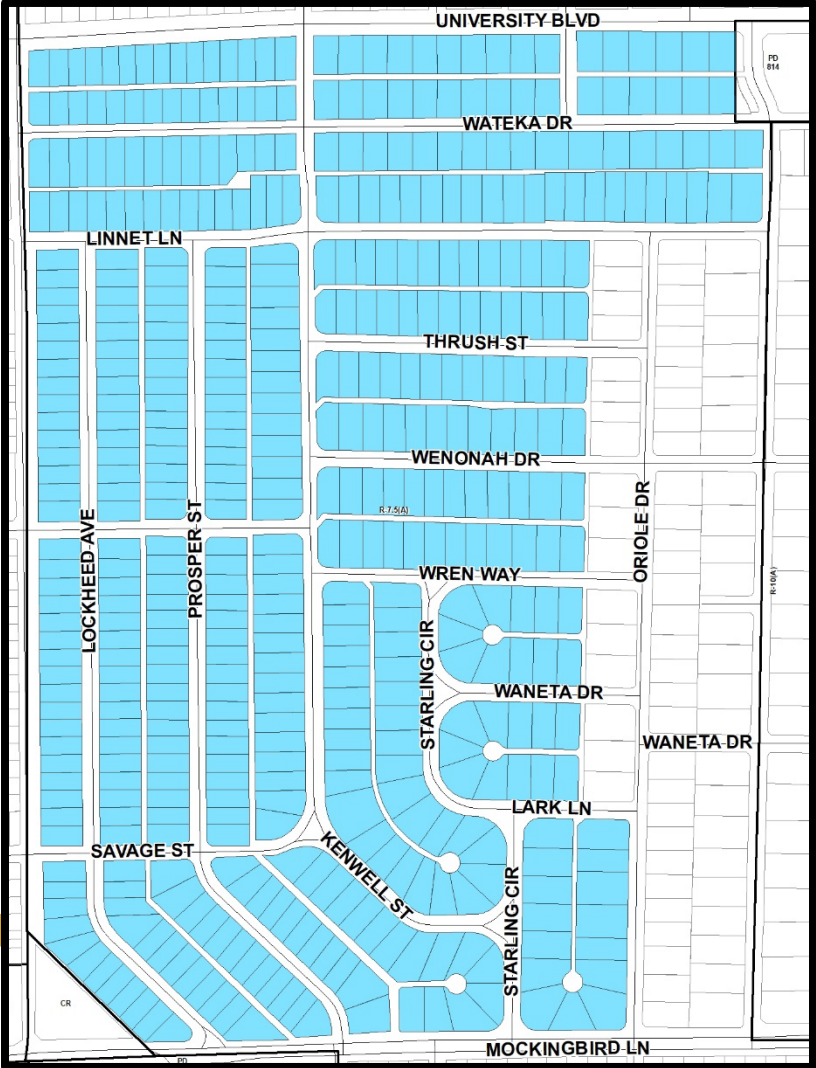 UNIVERSITY BLVD
PD
814
WATEKA DR
LINNET LN
THRUSH ST
WENONAH DR
LOCKHEED AVE
PROSPER ST
R-7.5(A)
ORIOLE DR
WREN WAY
R-10(A)
STARLING CIR
WANETA DR
WANETA DR
LARK LN
SAVAGE ST
KENWELL ST
STARLING CIR
CR
MOCKINGBIRD LN
PD